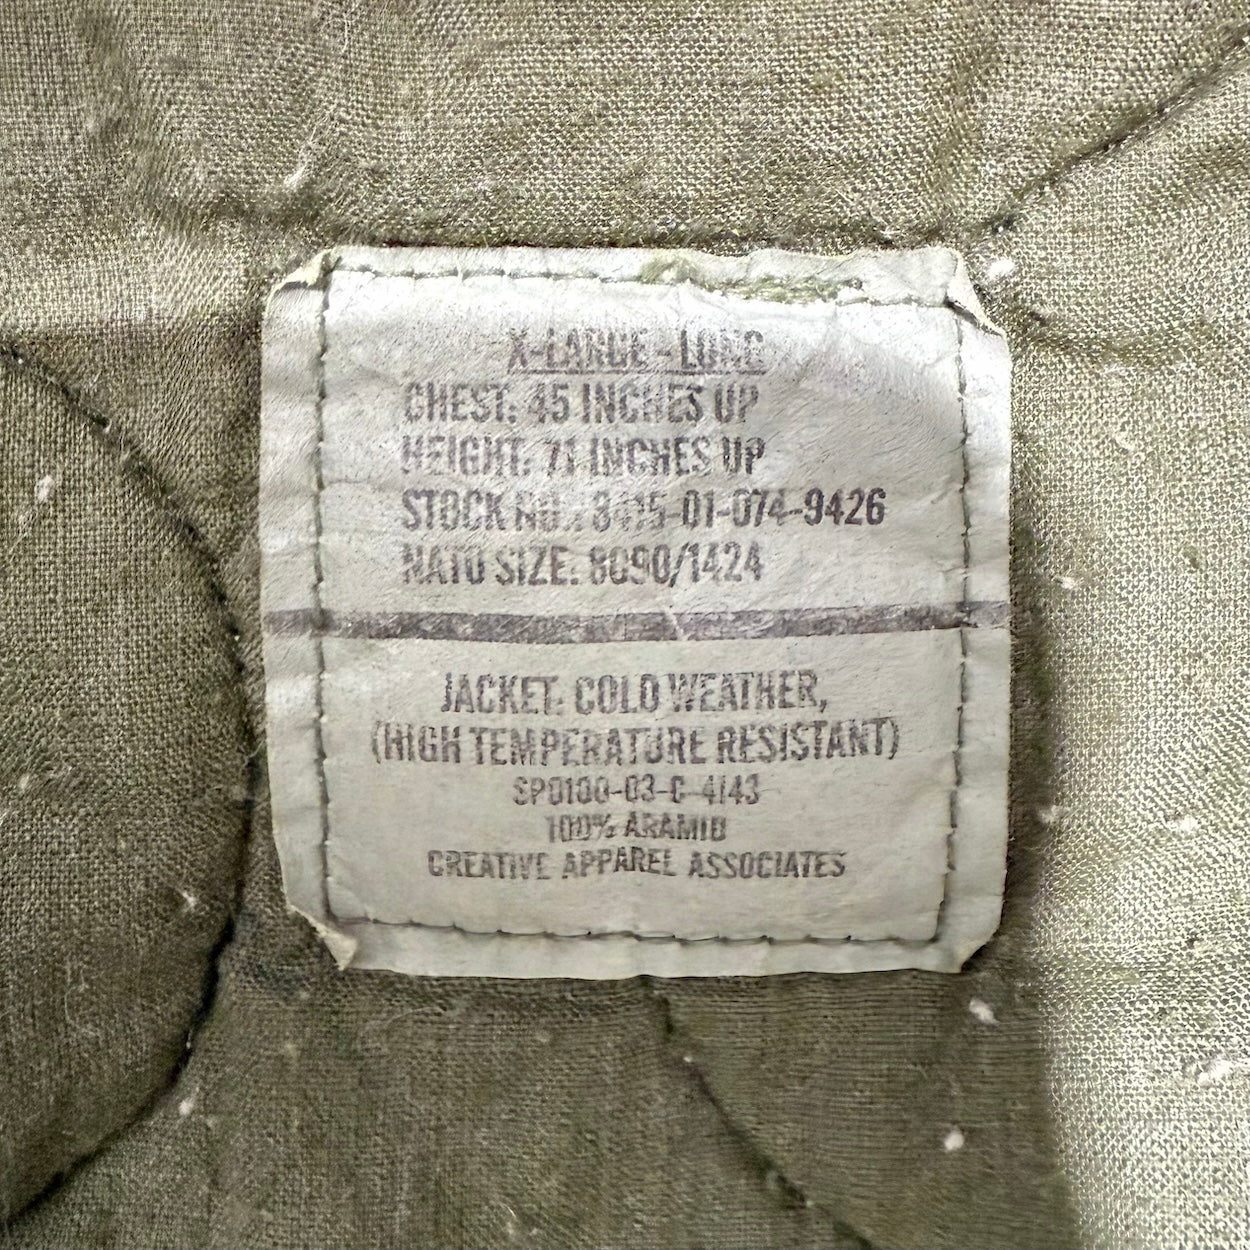 X-LARGE - LONG
CHEST: 45 INCHES UP
HEIGHT: 71 INCHES UP
STOCK NO.: 8415-01-074-9426
NATO SIZE: 8090/1424
JACKET: COLD WEATHER,
(HIGH TEMPERATURE RESISTANT)
SP0100-03-C-4143
100% ARAMID
CREATIVE APPAREL ASSOCIATES